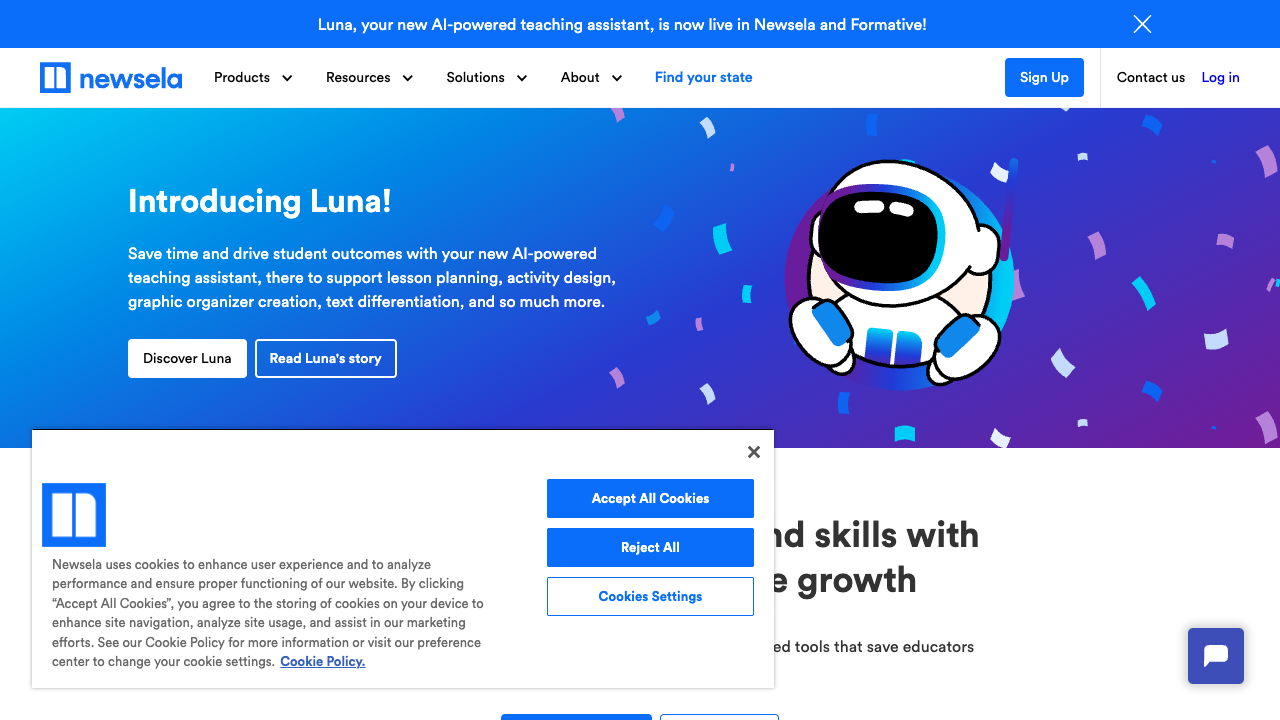 Luna, your new AI-powered teaching assistant, is now live in Newsela and Formative!
newsela
Products
Resources
Solutions
About
Find your state
Sign Up
Contact us
Log in
Introducing Luna!
Save time and drive student outcomes with your new AI-powered
teaching assistant, there to support lesson planning, activity design,
graphic organizer creation, text differentiation, and so much more.
Discover Luna
Read Luna's story
Newsela uses cookies to enhance user experience and to analyze
performance and ensure proper functioning of our website. By clicking
“Accept All Cookies”, you agree to the storing of cookies on your device to
enhance site navigation, analyze site usage, and assist in our marketing
efforts. See our Cookie Policy for more information or visit our preference
center to change your cookie settings. Cookie Policy.
Accept All Cookies
Reject All
Cookies Settings
skills with
growth
tools that save educators